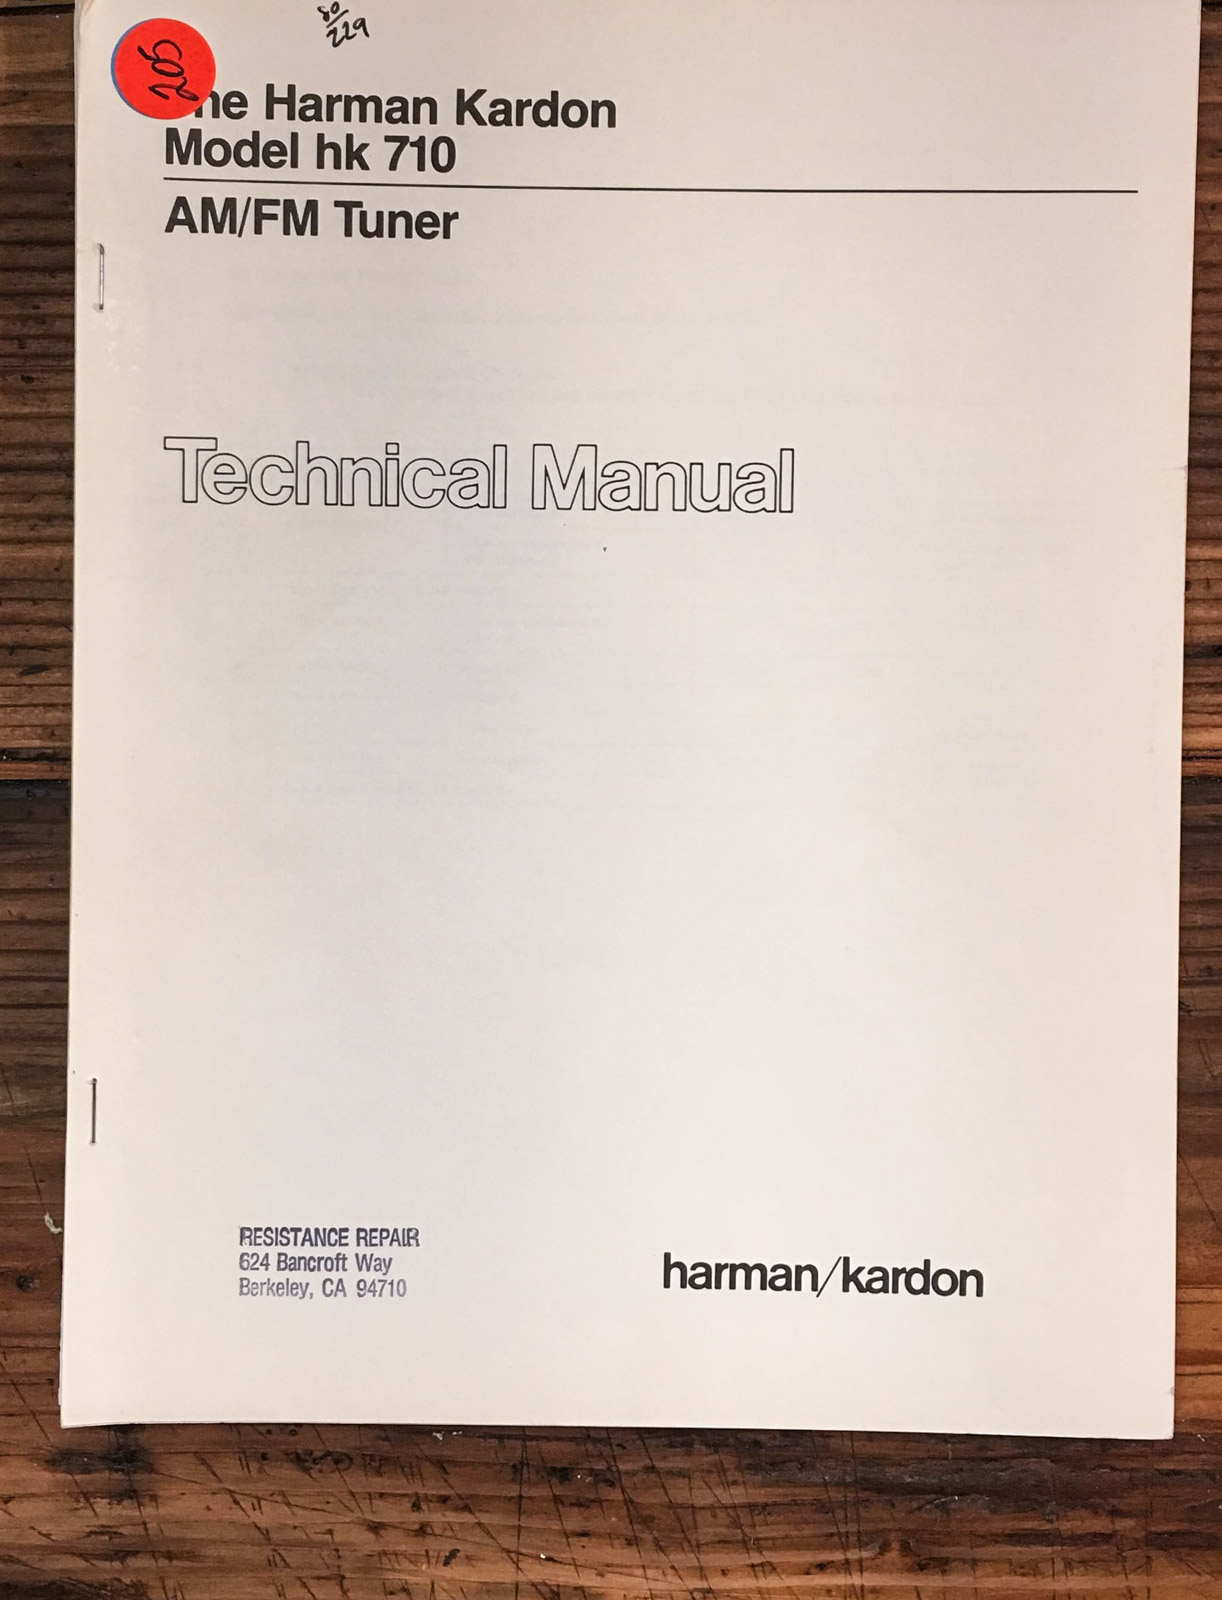 80/229
he Harman Kardon
Model hk 710
AM/FM Tuner
Technical Manual
RESISTANCE REPAIR
624 Bancroft Way
Berkeley, CA 94710
harman/kardon